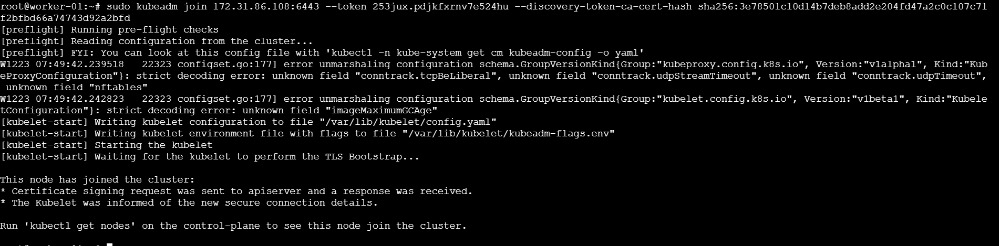 root@worker-01:~# sudo kubeadm join 172.31.86.108:6443 --token 253jux.pdjkfxrnv7e524hu --discovery-token-ca-cert-hash sha256:3e78501c10d14b7deb8add2e204fd47a2c0c107c71
f2bfbd66a74743d92a2bfd
[preflight] Running pre-flight checks
[preflight] Reading configuration from the cluster...
[preflight] FYI: You can look at this config file with 'kubectl -n kube-system get cm kubeadm-config -o yaml'
W1223 07:49:42.239518   22323 configset.go:177] error unmarshaling configuration schema.GroupVersionKind{Group:"kubeproxy.config.k8s.io", Version:"v1alpha1", Kind:"Kub
eProxyConfiguration"}: strict decoding error: unknown field "conntrack.tcpBeLiberal", unknown field "conntrack.udpStreamTimeout", unknown field "conntrack.udpTimeout",
 unknown field "nftables"
W1223 07:49:42.242823   22323 configset.go:177] error unmarshaling configuration schema.GroupVersionKind{Group:"kubelet.config.k8s.io", Version:"v1beta1", Kind:"Kubele
tConfiguration"}: strict decoding error: unknown field "imageMaximumGCAge"
[kubelet-start] Writing kubelet configuration to file "/var/lib/kubelet/config.yaml"
[kubelet-start] Writing kubelet environment file with flags to file "/var/lib/kubelet/kubeadm-flags.env"
[kubelet-start] Starting the kubelet
[kubelet-start] Waiting for the kubelet to perform the TLS Bootstrap...

This node has joined the cluster:
* Certificate signing request was sent to apiserver and a response was received.
* The Kubelet was informed of the new secure connection details.

Run 'kubectl get nodes' on the control-plane to see this node join the cluster.